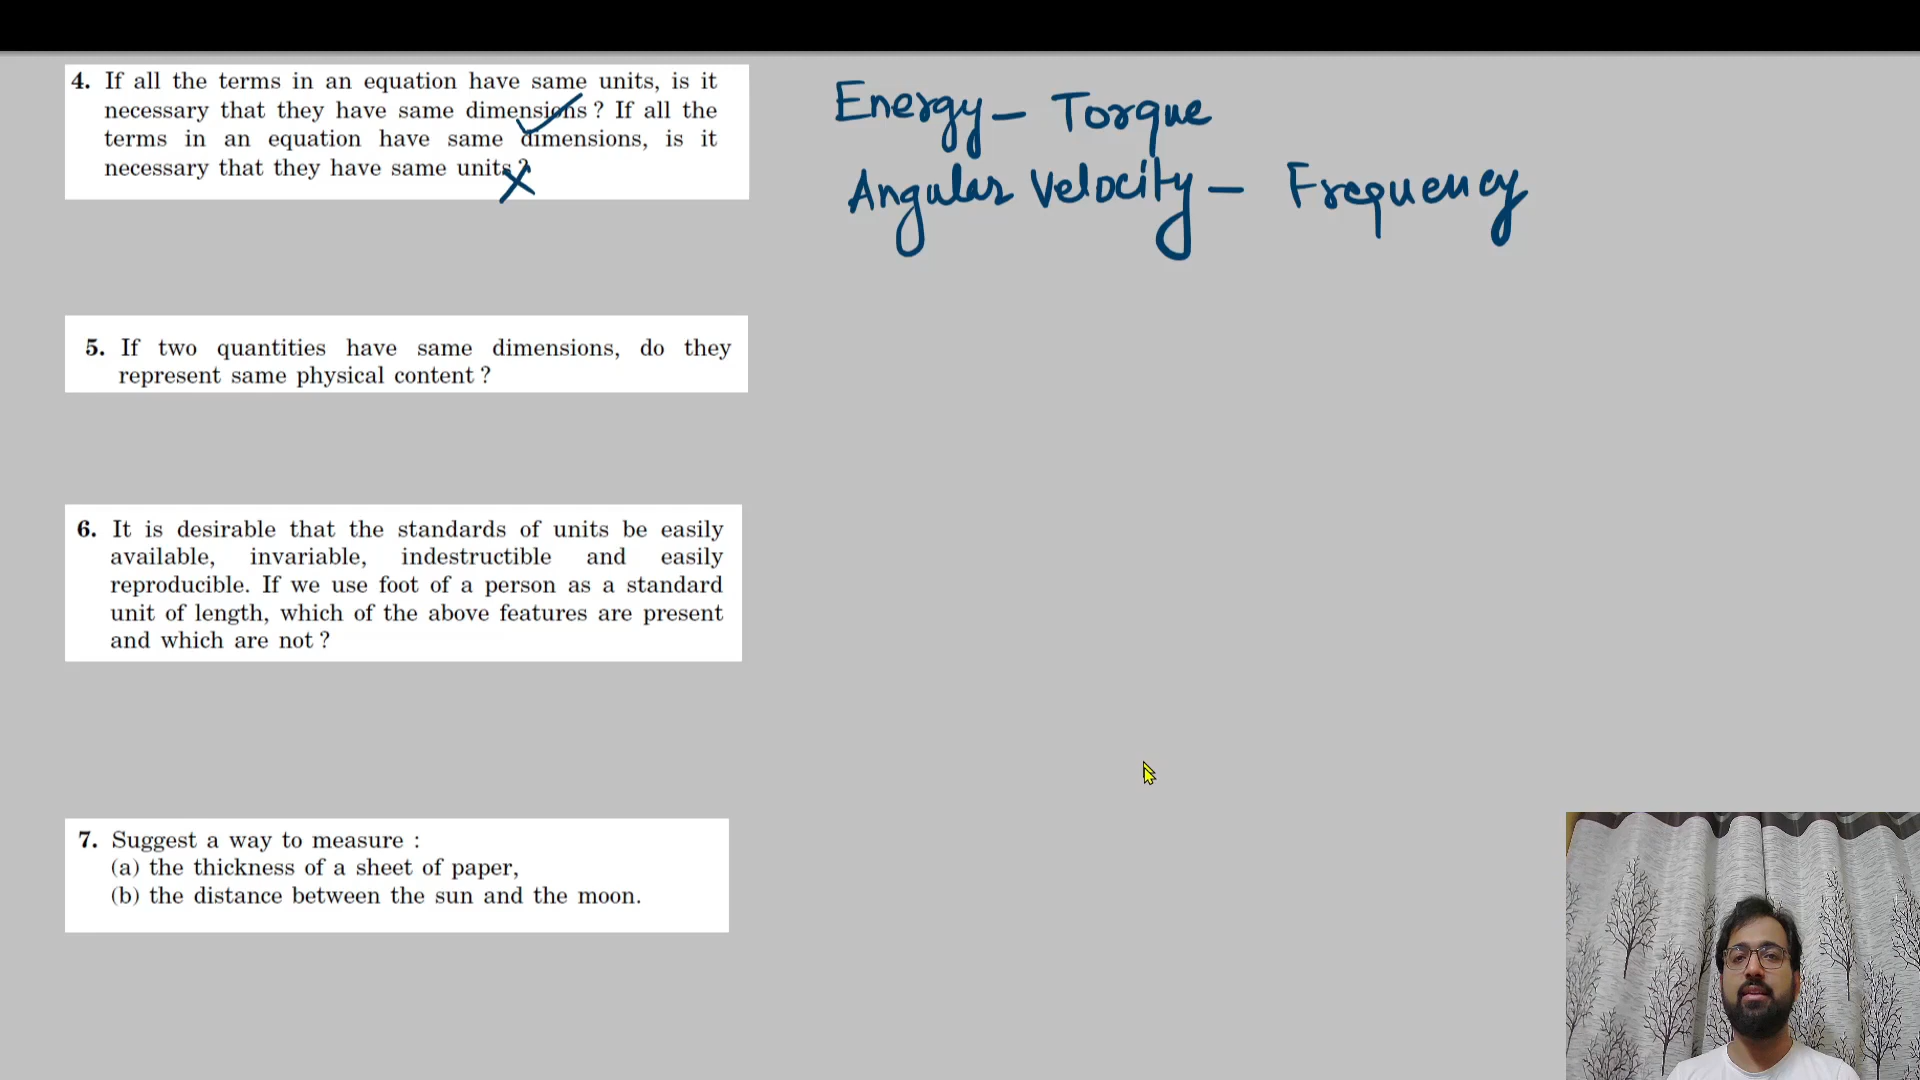 4. If all the terms in an equation have same units, is it
necessary that they have same dimensions ? If all the
terms in an equation have same dimensions, is it
necessary that they have same units ?
Energy - Torque
Angular Velocity - Frequency
5. If two quantities have same dimensions, do they
represent same physical content ?
6. It is desirable that the standards of units be easily
available, invariable, indestructible and easily
reproducible. If we use foot of a person as a standard
unit of length, which of the above features are present
and which are not ?
7. Suggest a way to measure :
(a) the thickness of a sheet of paper,
(b) the distance between the sun and the moon.